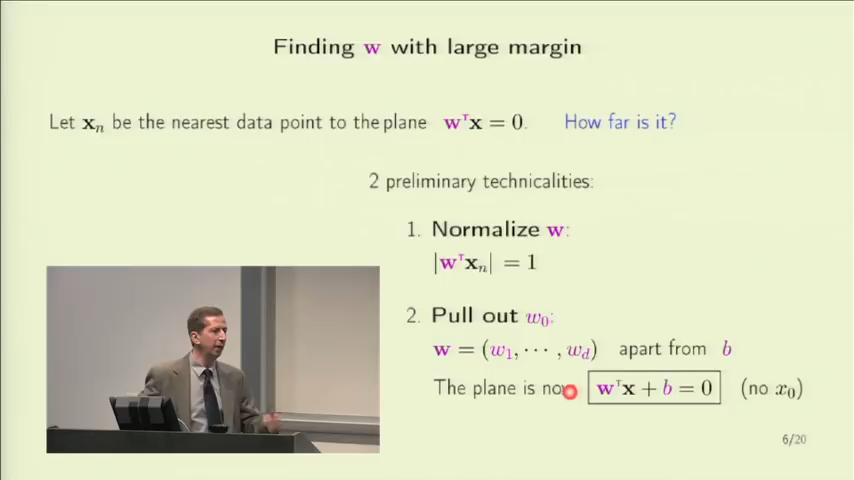 Finding w with large margin
Let xₙ be the nearest data point to the plane wᵀx = 0. How far is it?
2 preliminary technicalities:
1. Normalize w:
|wᵀxₙ| = 1
2. Pull out w₀:
w = (w₁, ⋯ , w_d) apart from b
The plane is now wᵀx + b = 0 (no x₀)
6/20